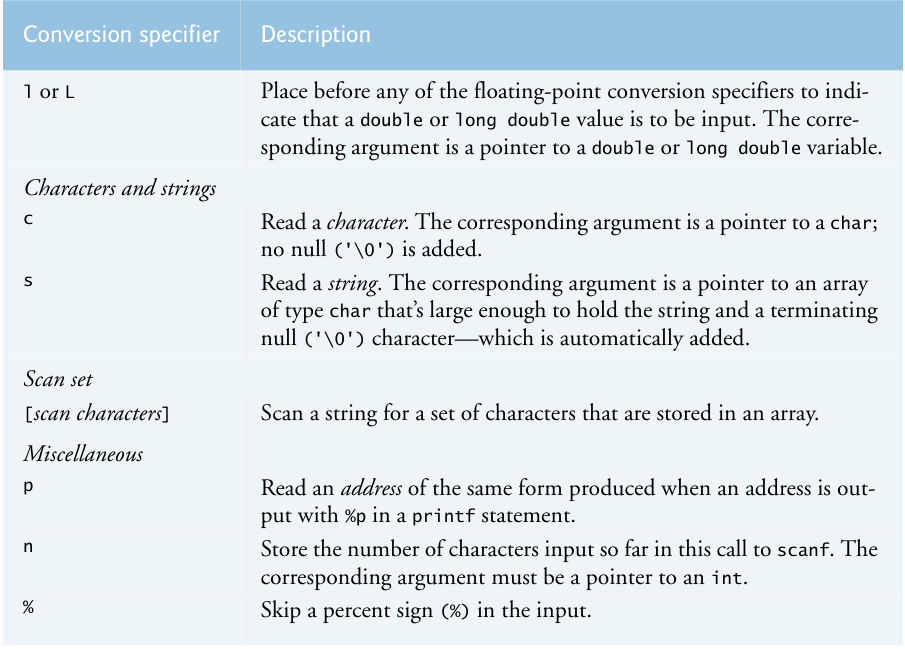 Conversion specifier Description
l or L Place before any of the floating-point conversion specifiers to indi-
cate that a double or long double value is to be input. The corre-
sponding argument is a pointer to a double or long double variable.
Characters and strings
c Read a character. The corresponding argument is a pointer to a char;
no null ('\0') is added.
s Read a string. The corresponding argument is a pointer to an array
of type char that's large enough to hold the string and a terminating
null ('\0') character—which is automatically added.
Scan set
[scan characters] Scan a string for a set of characters that are stored in an array.
Miscellaneous
p Read an address of the same form produced when an address is out-
put with %p in a printf statement.
n Store the number of characters input so far in this call to scanf. The
corresponding argument must be a pointer to an int.
% Skip a percent sign (%) in the input.